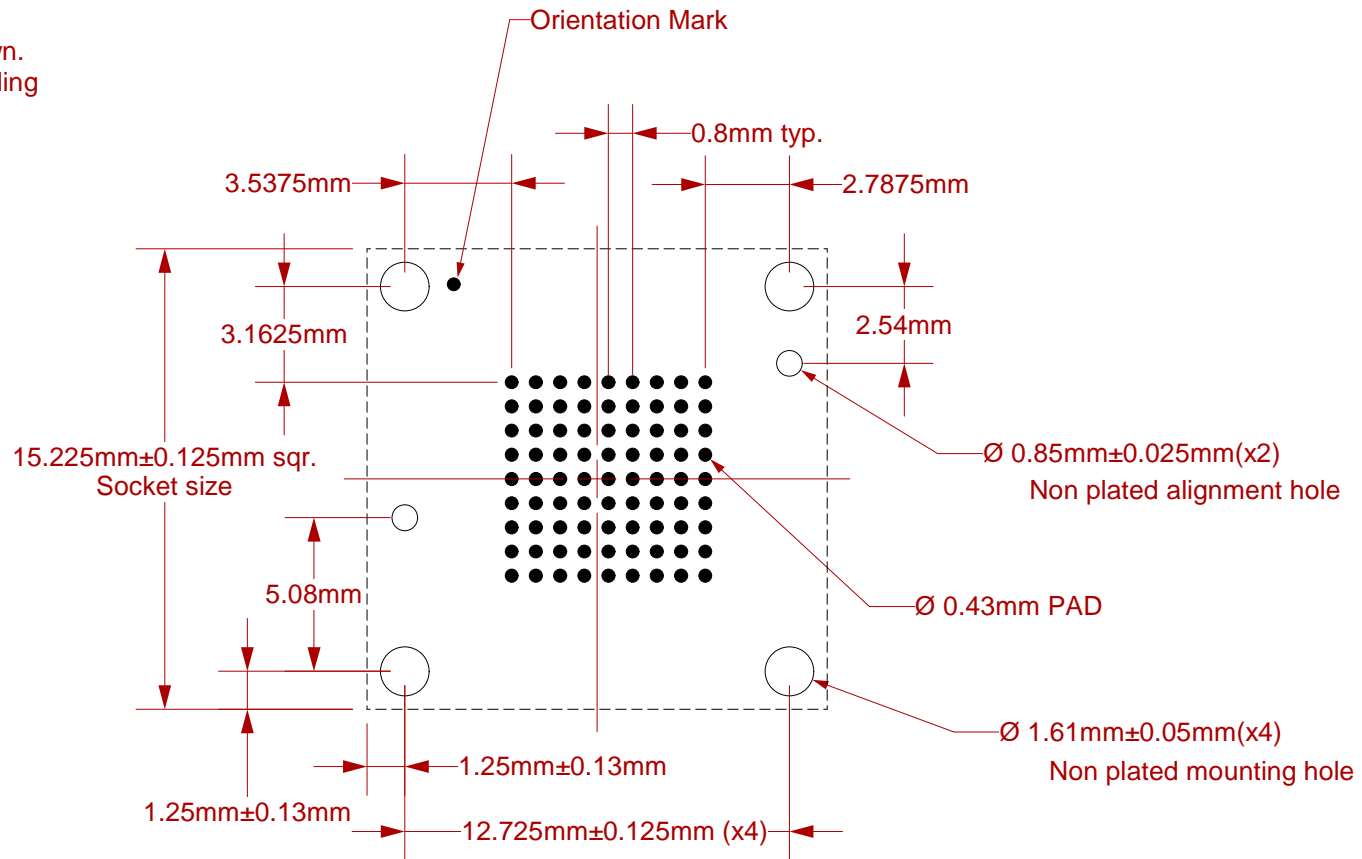 Orientation Mark
wn.
ling
0.8mm typ.
3.5375mm
2.7875mm
3.1625mm
2.54mm
15.225mm±0.125mm sqr.
Socket size
Ø 0.85mm±0.025mm(x2)
Non plated alignment hole
5.08mm
Ø 0.43mm PAD
Ø 1.61mm±0.05mm(x4)
Non plated mounting hole
1.25mm±0.13mm
1.25mm±0.13mm
12.725mm±0.125mm (x4)